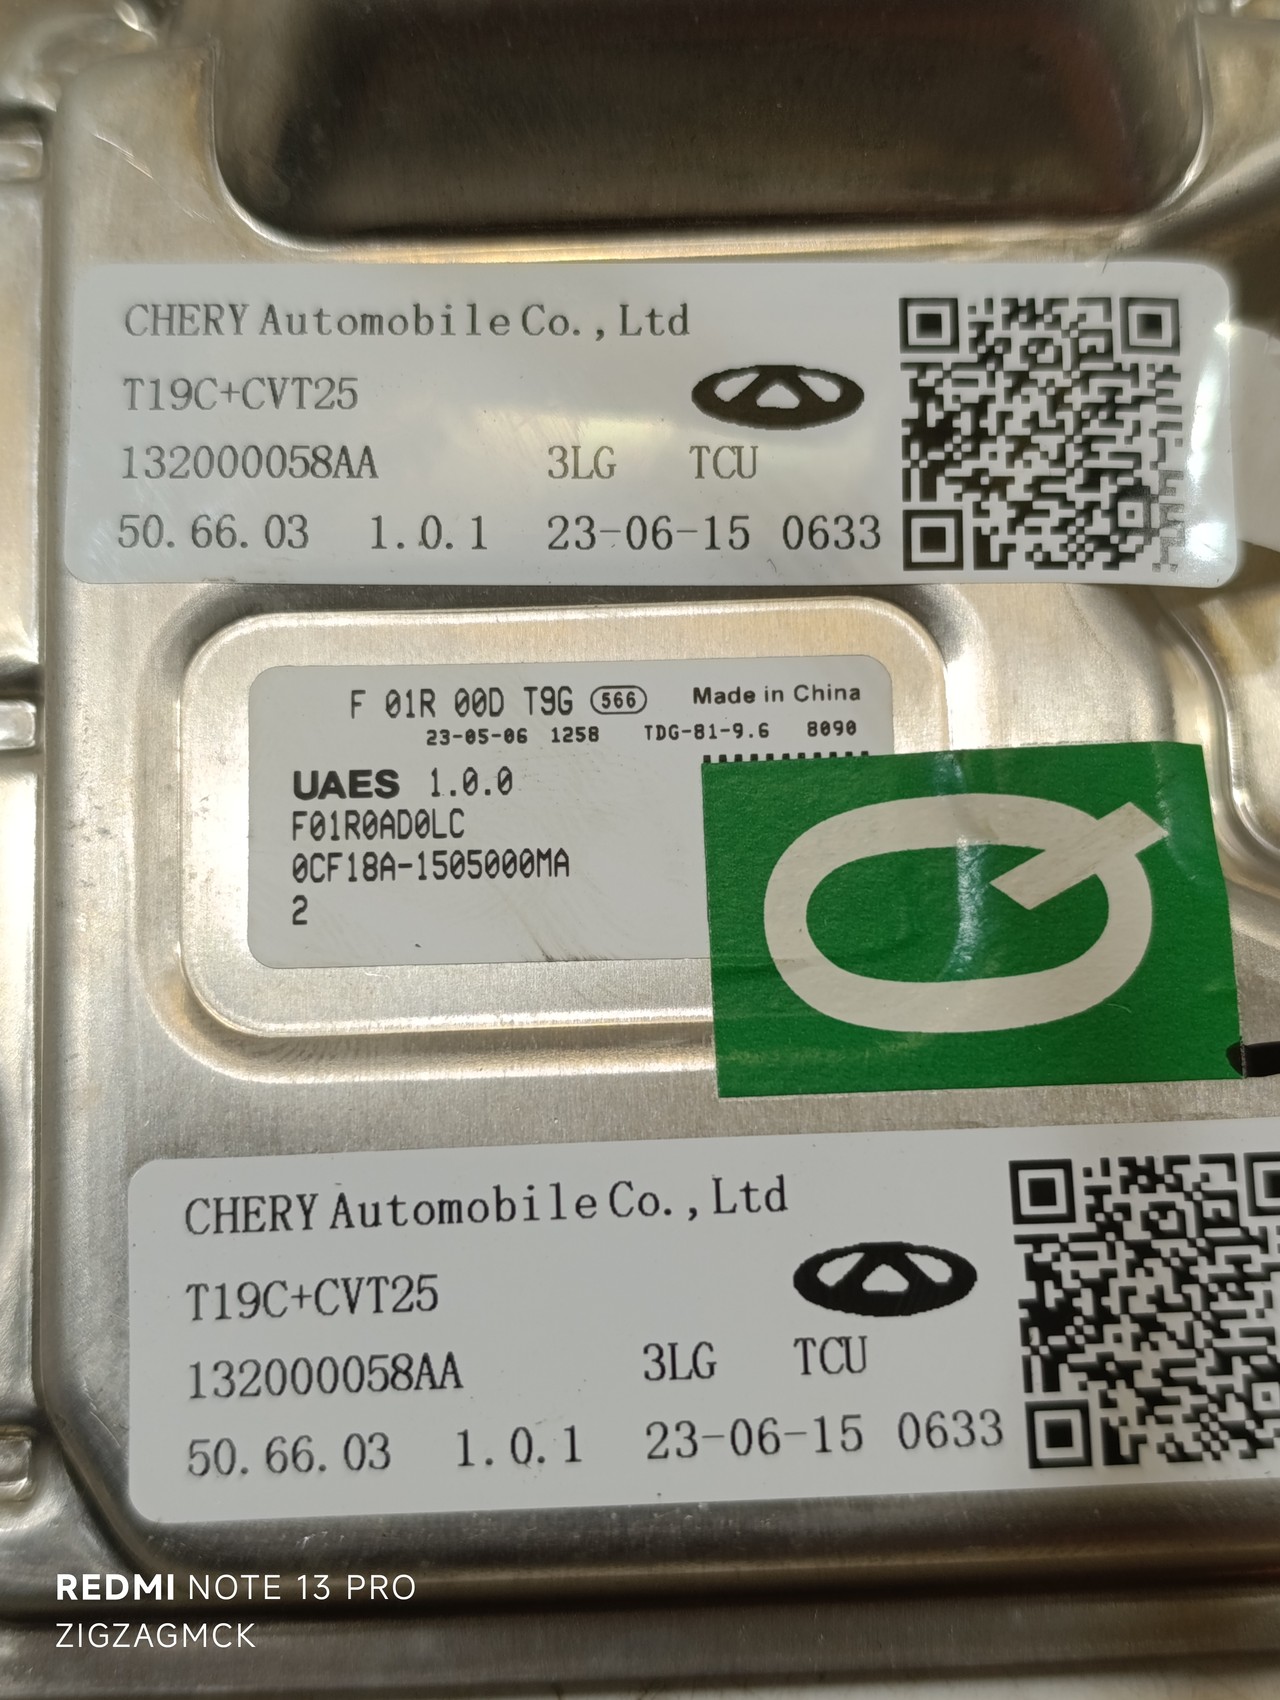 CHERY Automobile Co.,Ltd
T19C+CVT25
132000058AA 3LG TCU
50.66.03 1.0.1 23-06-15 0633
F 01R 00D T9G 566 Made in China
23-05-06 1258 TDG-81-9.6 8090
UAES 1.0.0
F01R0AD0LC
0CF18A-1505000MA
2
Q
CHERY Automobile Co.,Ltd
T19C+CVT25
132000058AA 3LG TCU
50.66.03 1.0.1 23-06-15 0633
REDMI NOTE 13 PRO
ZIGZAGMCK